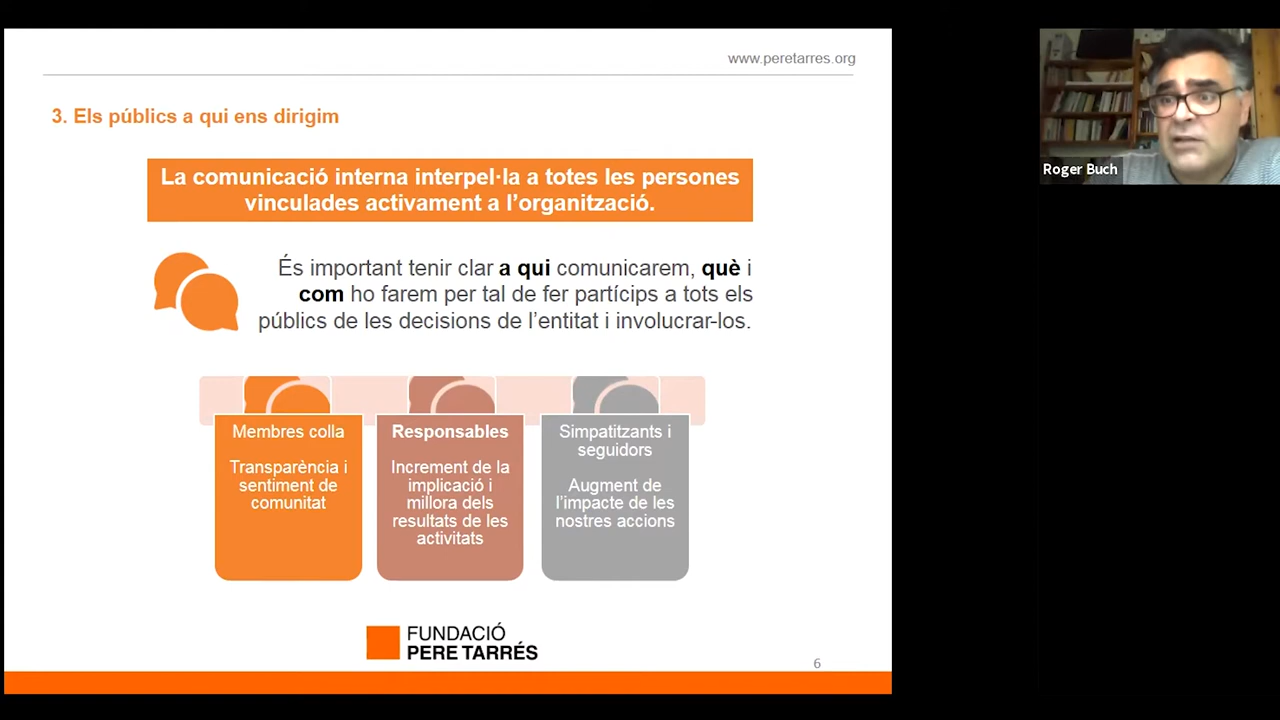 www.peretarres.org
3. Els públics a qui ens dirigim
La comunicació interna interpel·la a totes les persones
vinculades activament a l'organització.
És important tenir clar a qui comunicarem, què i
com ho farem per tal de fer partícips a tots els
públics de les decisions de l'entitat i involucrar-los.
Membres colla
Transparència i
sentiment de
comunitat
Responsables
Increment de la
implicació i
millora dels
resultats de les
activitats
Simpatitzants i
seguidors
Augment de
l'impacte de les
nostres accions
FUNDACIÓ
PERE TARRÉS
6
Roger Buch